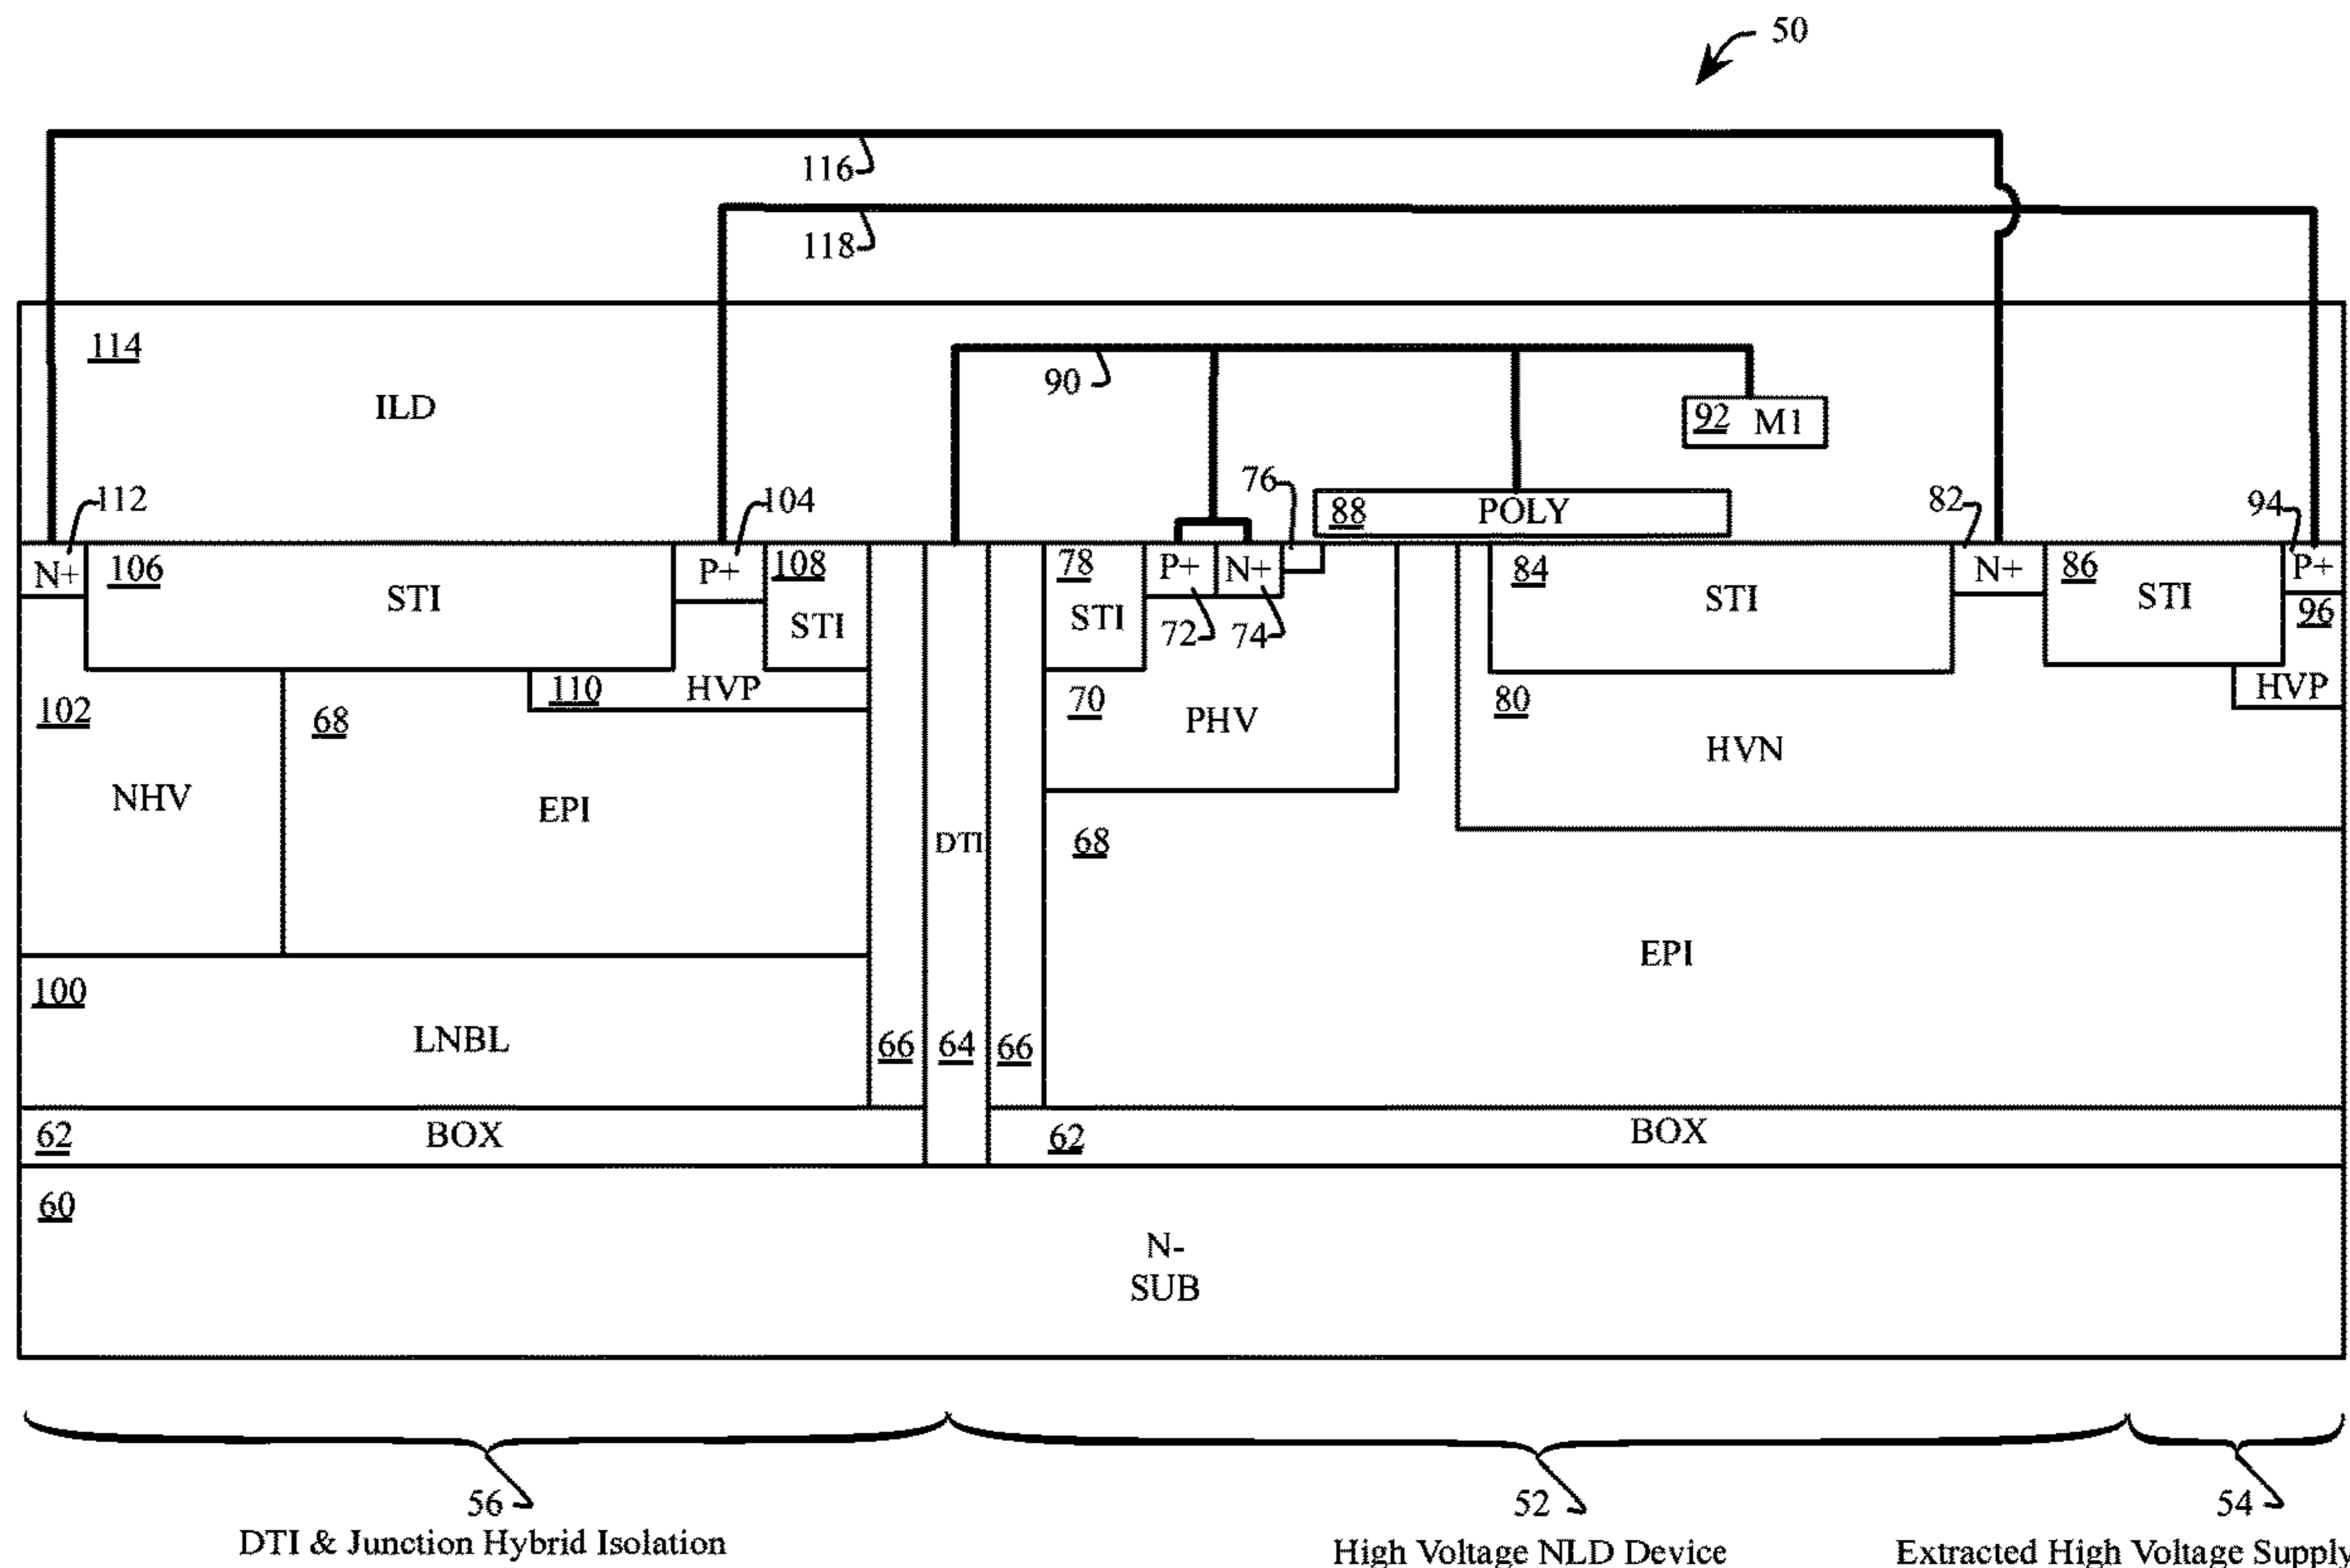 50
116
118
114
ILD
90
92 M1
76
88 POLY
82
94
112
104
N+
106
STI
P+
108
STI
78
STI
P+
N+
72
74
84
STI
N+
86
STI
P+
96
HVP
102
NHV
68
EPI
110
HVP
70
PHV
80
HVN
DTI
68
EPI
100
LNBL
66
64
66
62
BOX
62
BOX
60
N-
SUB
56
DTI & Junction Hybrid Isolation
52
High Voltage NLD Device
54
Extracted High Voltage Supply